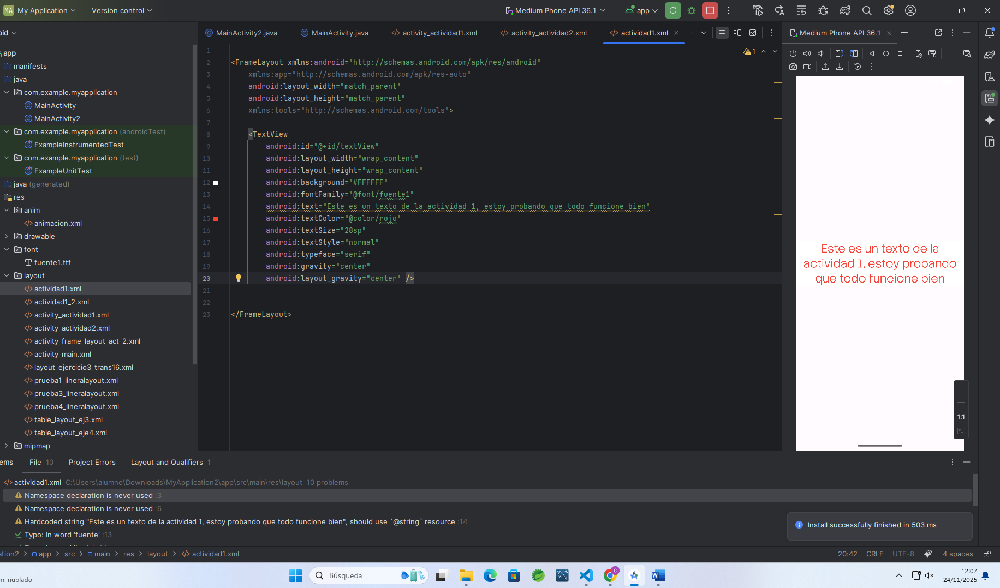 MA My Application Version control Medium Phone API 36.1 app
oid
MainActivity2.java MainActivity.java activity_actividad1.xml activity_actividad2.xml actividad1.xml
Medium Phone API 36.1
app
manifests
java
com.example.myapplication
MainActivity
MainActivity2
com.example.myapplication (androidTest)
ExampleInstrumentedTest
com.example.myapplication (test)
ExampleUnitTest
java (generated)
res
anim
animacion.xml
drawable
font
fuente1.ttf
layout
actividad1.xml
actividad1_2.xml
activity_actividad1.xml
activity_actividad2.xml
activity_frame_layout_act_2.xml
activity_main.xml
layout_ejercicio3_trans16.xml
prueba1_lineralayout.xml
prueba3_lineralayout.xml
prueba4_lineralayout.xml
table_layout_ej3.xml
table_layout_eje4.xml
mipmap
1
1
2 <FrameLayout xmlns:android="http://schemas.android.com/apk/res/android"
3 xmlns:app="http://schemas.android.com/apk/res-auto"
4 android:layout_width="match_parent"
5 android:layout_height="match_parent"
6 xmlns:tools="http://schemas.android.com/tools">
7
8 <TextView
9 android:id="@+id/textView"
10 android:layout_width="wrap_content"
11 android:layout_height="wrap_content"
12 android:background="#FFFFFF"
13 android:fontFamily="@font/fuente1"
14 android:text="Este es un texto de la actividad 1, estoy probando que todo funcione bien"
15 android:textColor="@color/rojo"
16 android:textSize="28sp"
17 android:textStyle="normal"
18 android:typeface="serif"
19 android:gravity="center"
20 android:layout_gravity="center" />
21
22
23 </FrameLayout>
Este es un texto de la
actividad 1, estoy probando
que todo funcione bien
1:1
ems File 10 Project Errors Layout and Qualifiers 1
actividad1.xml C:\Users\alumno\Downloads\MyApplication2\app\src\main\res\layout 10 problems
Namespace declaration is never used :3
Namespace declaration is never used :6
Hardcoded string "Este es un texto de la actividad 1, estoy probando que todo funcione bien", should use `@string` resource :14
Typo: In word 'fuente' :13
Install successfully finished in 503 ms
ation2 app src main res layout actividad1.xml
20:42 CRLF UTF-8 4 spaces
m. nublado
Búsqueda
C
W
12:07
24/11/2025